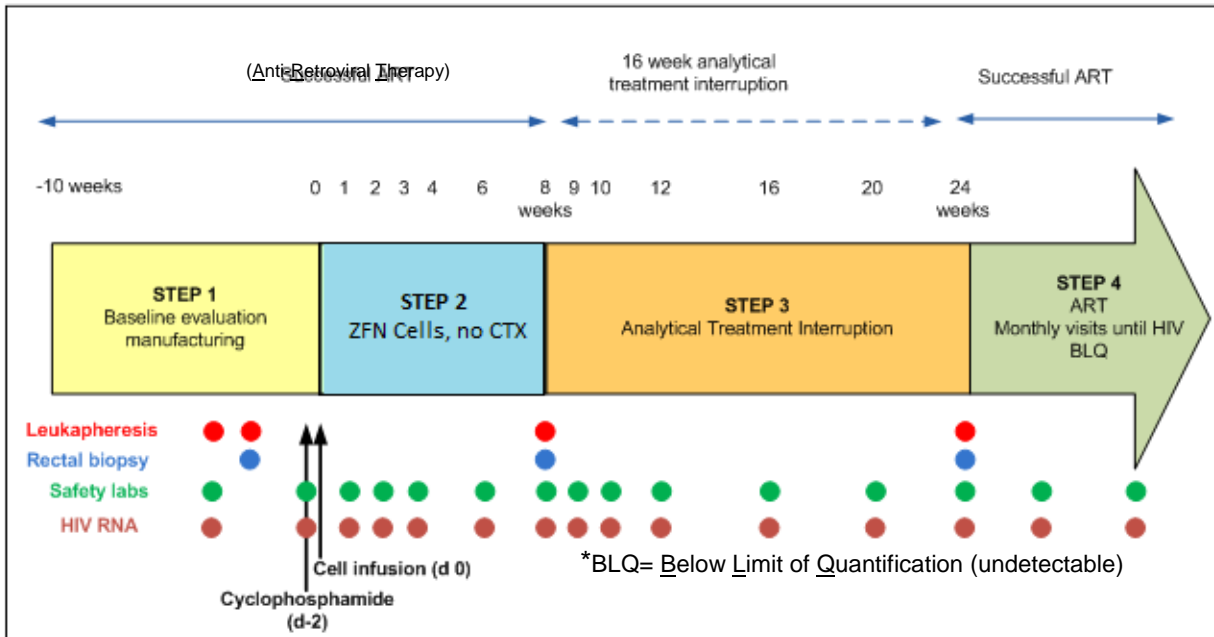 (Anti-Retroviral Therapy)
Successful ART
16 week analytical
treatment interruption
Successful ART
-10 weeks 0 1 2 3 4 6 8 9 10 12 16 20 24
weeks weeks
STEP 1
Baseline evaluation
manufacturing
STEP 2
ZFN Cells, no CTX
STEP 3
Analytical Treatment Interruption
STEP 4
ART
Monthly visits until HIV
BLQ
Leukapheresis
Rectal biopsy
Safety labs
HIV RNA
*BLQ= Below Limit of Quantification (undetectable)
Cell infusion (d 0)
Cyclophosphamide
(d-2)